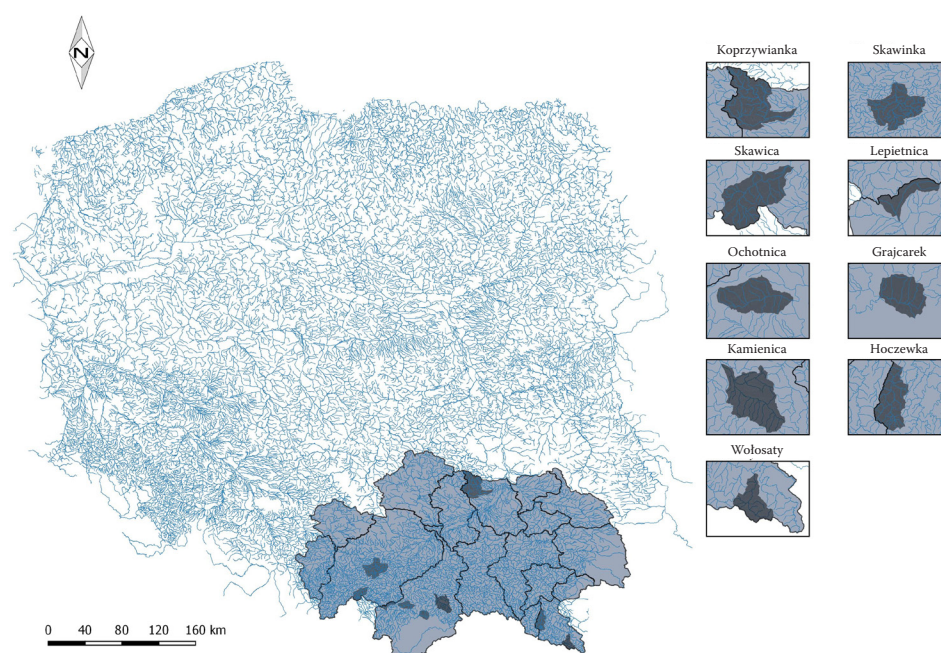 N
Koprzywianka Skawinka
Skawica Lepietnica
Ochotnica Grajcarek
Kamienica Hoczewka
Wołosaty
0 40 80 120 160 km